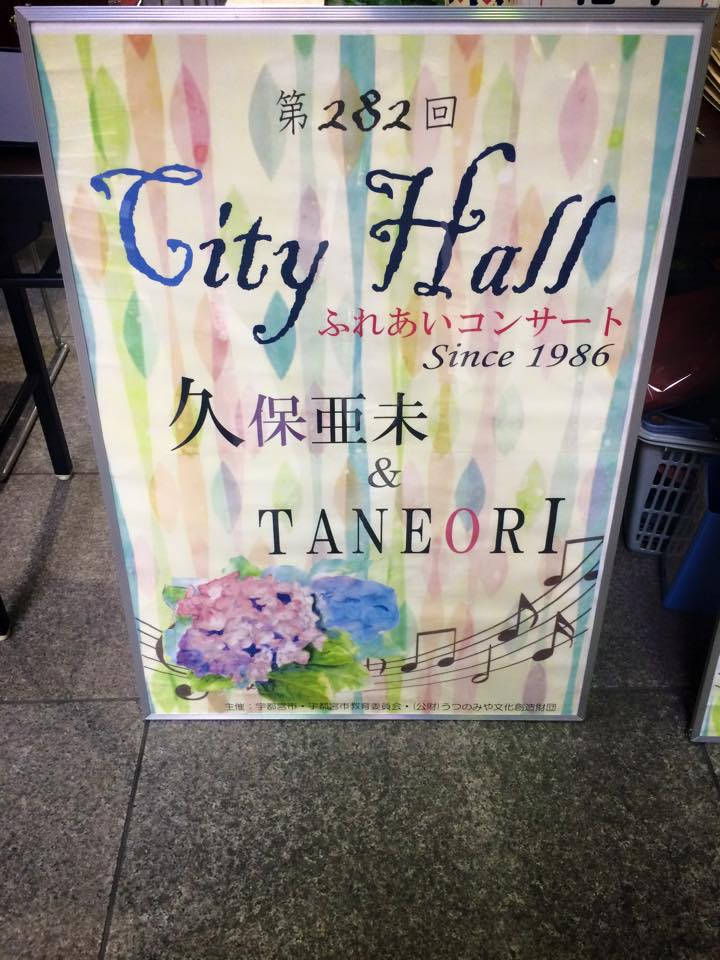 第282回
City Hall
ふれあいコンサート
Since 1986
久保亜未
&
TANEORI
主催：宇都宮市・宇都宮市教育委員会・(公財)うつのみや文化創造財団